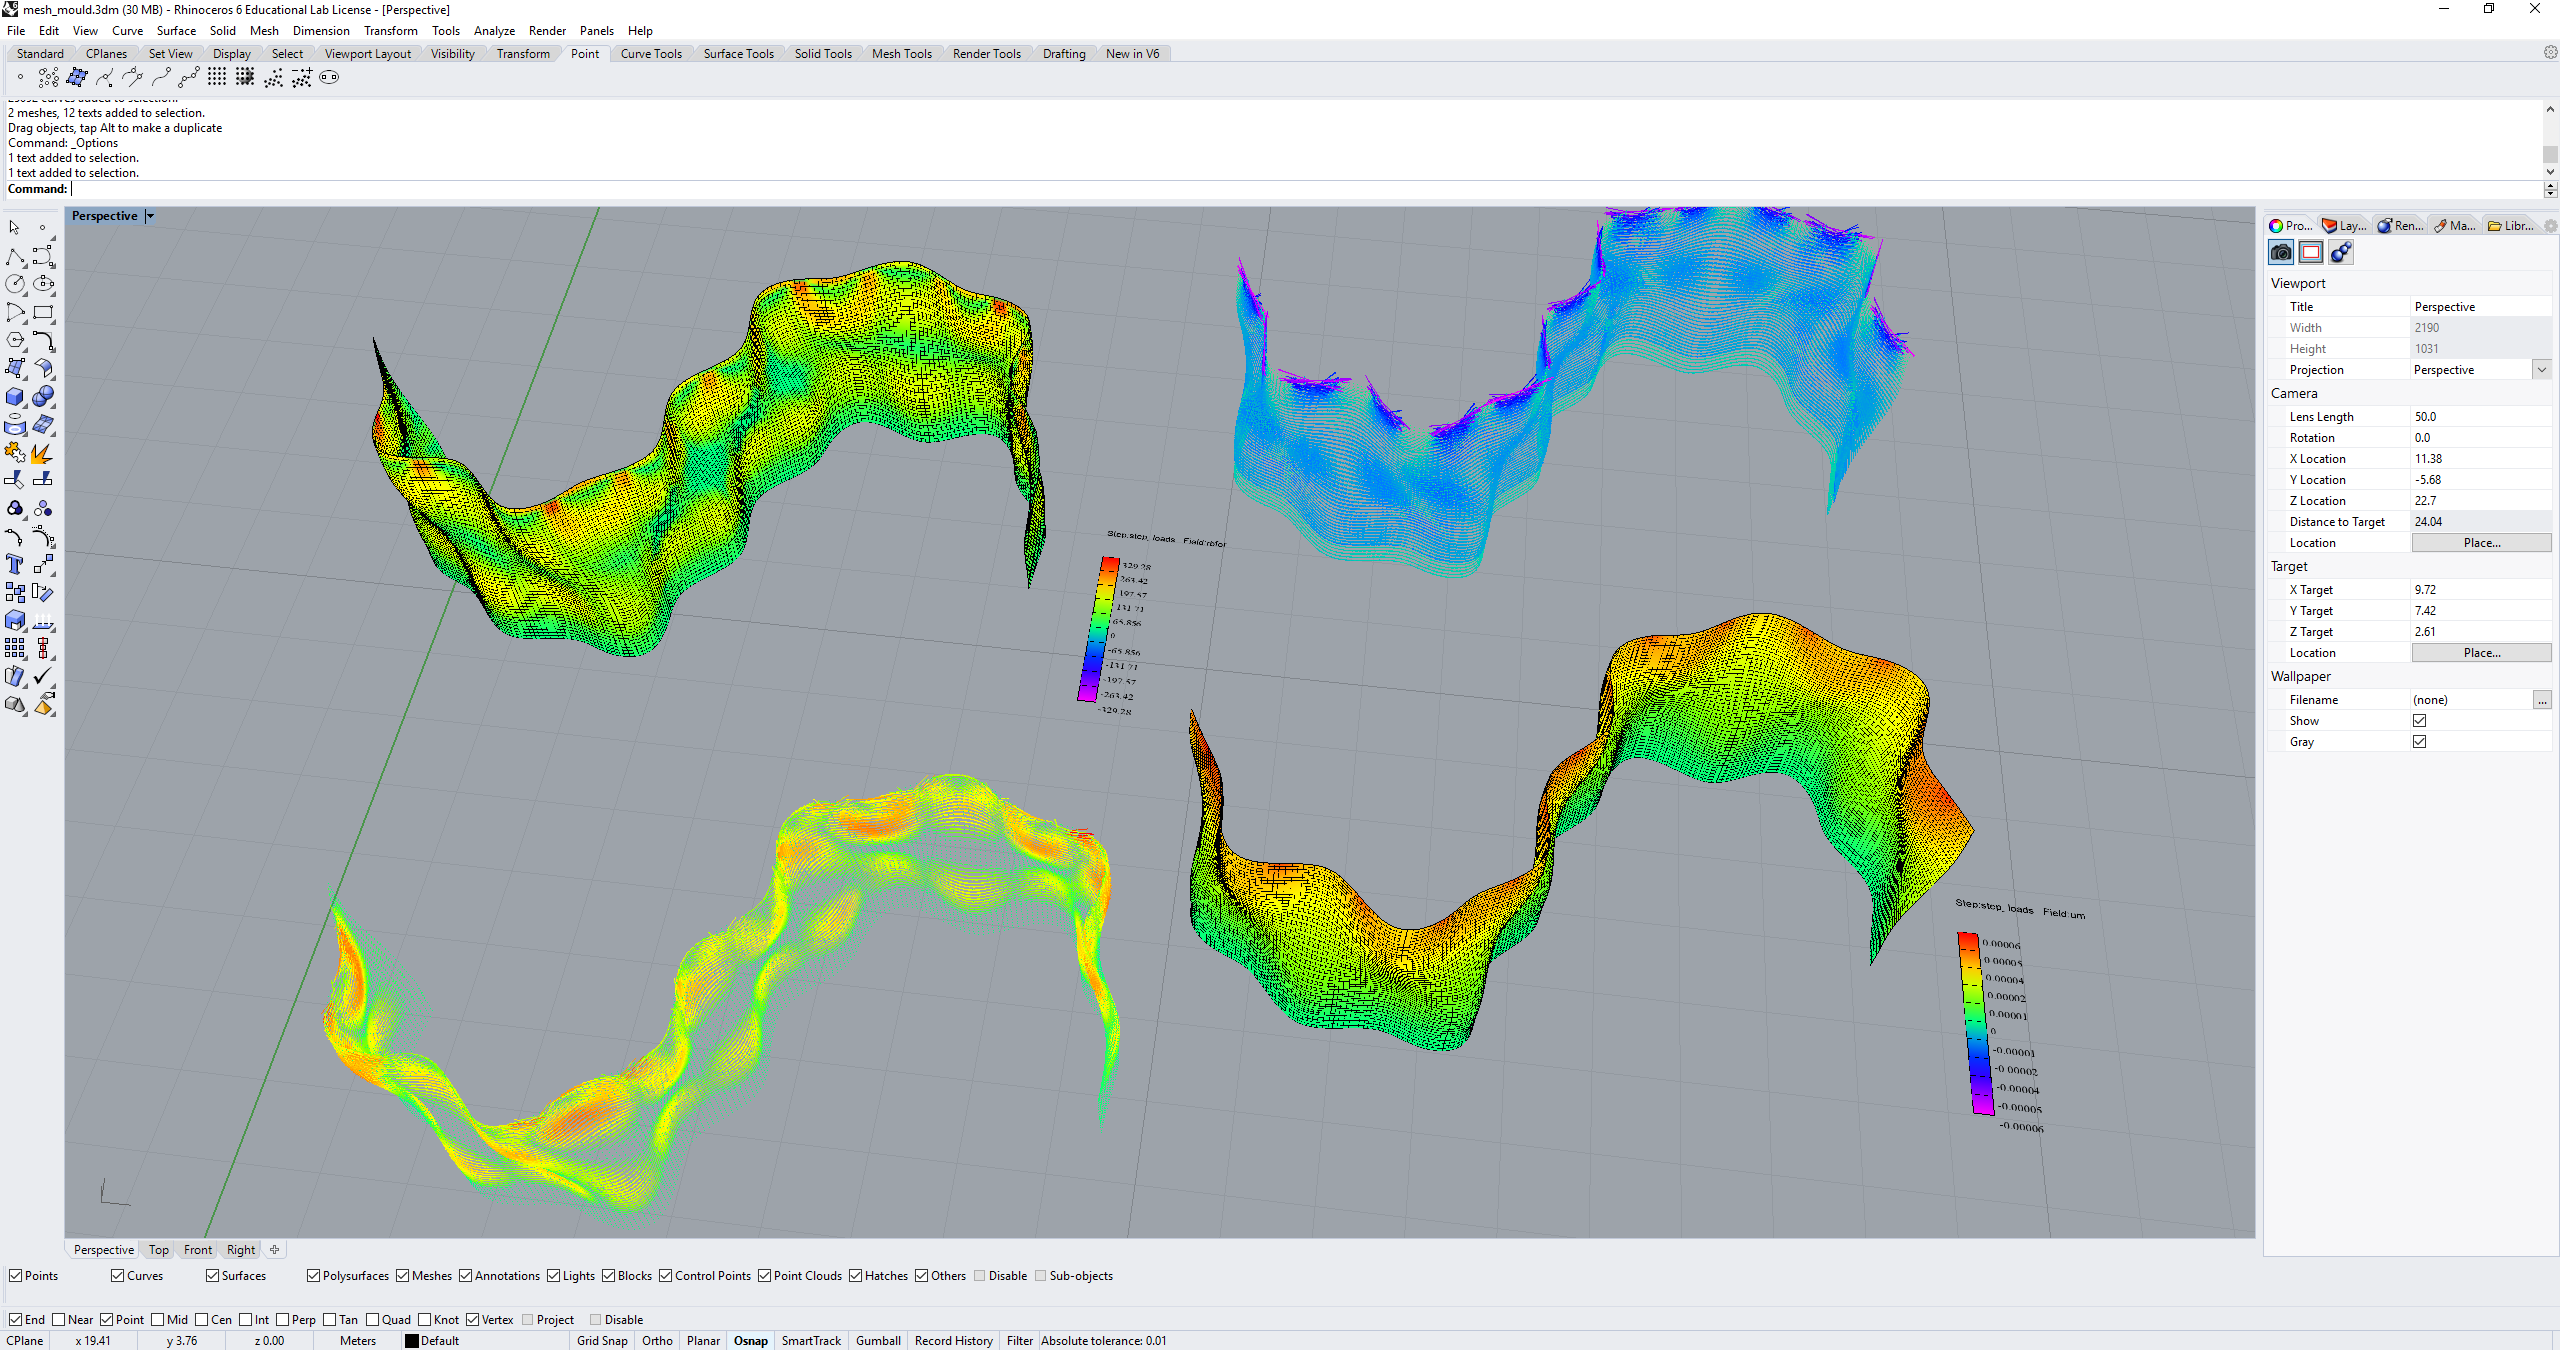 mesh_mould.3dm (30 MB) - Rhinoceros 6 Educational Lab License - [Perspective]
File Edit View Curve Surface Solid Mesh Dimension Transform Tools Analyze Render Panels Help
Standard CPlanes Set View Display Select Viewport Layout Visibility Transform Point Curve Tools Surface Tools Solid Tools Mesh Tools Render Tools Drafting New in V6
2 meshes, 12 texts added to selection.
Drag objects, tap Alt to make a duplicate
Command: _Options
1 text added to selection.
1 text added to selection.
Command:
Perspective
Step:step_loads Field:rbfor
329.28
263.42
197.57
131.71
65.856
0
-65.856
-131.71
-197.57
-263.42
-329.28
Step:step_loads Field:um
0.00006
0.00005
0.00004
0.00002
0.00001
0
-0.00001
-0.00002
-0.00004
-0.00005
-0.00006
Pro... Lay... Ren... Ma... Libr...
Viewport
Title Perspective
Width 2190
Height 1031
Projection Perspective
Camera
Lens Length 50.0
Rotation 0.0
X Location 11.38
Y Location -5.68
Z Location 22.7
Distance to Target 24.04
Location Place...
Target
X Target 9.72
Y Target 7.42
Z Target 2.61
Location Place...
Wallpaper
Filename (none) ...
Show
Gray
Perspective Top Front Right
Points Curves Surfaces Polysurfaces Meshes Annotations Lights Blocks Control Points Point Clouds Hatches Others Disable Sub-objects
End Near Point Mid Cen Int Perp Tan Quad Knot Vertex Project Disable
CPlane x 19.41 y 3.76 z 0.00 Meters Default Grid Snap Ortho Planar Osnap SmartTrack Gumball Record History Filter Absolute tolerance: 0.01